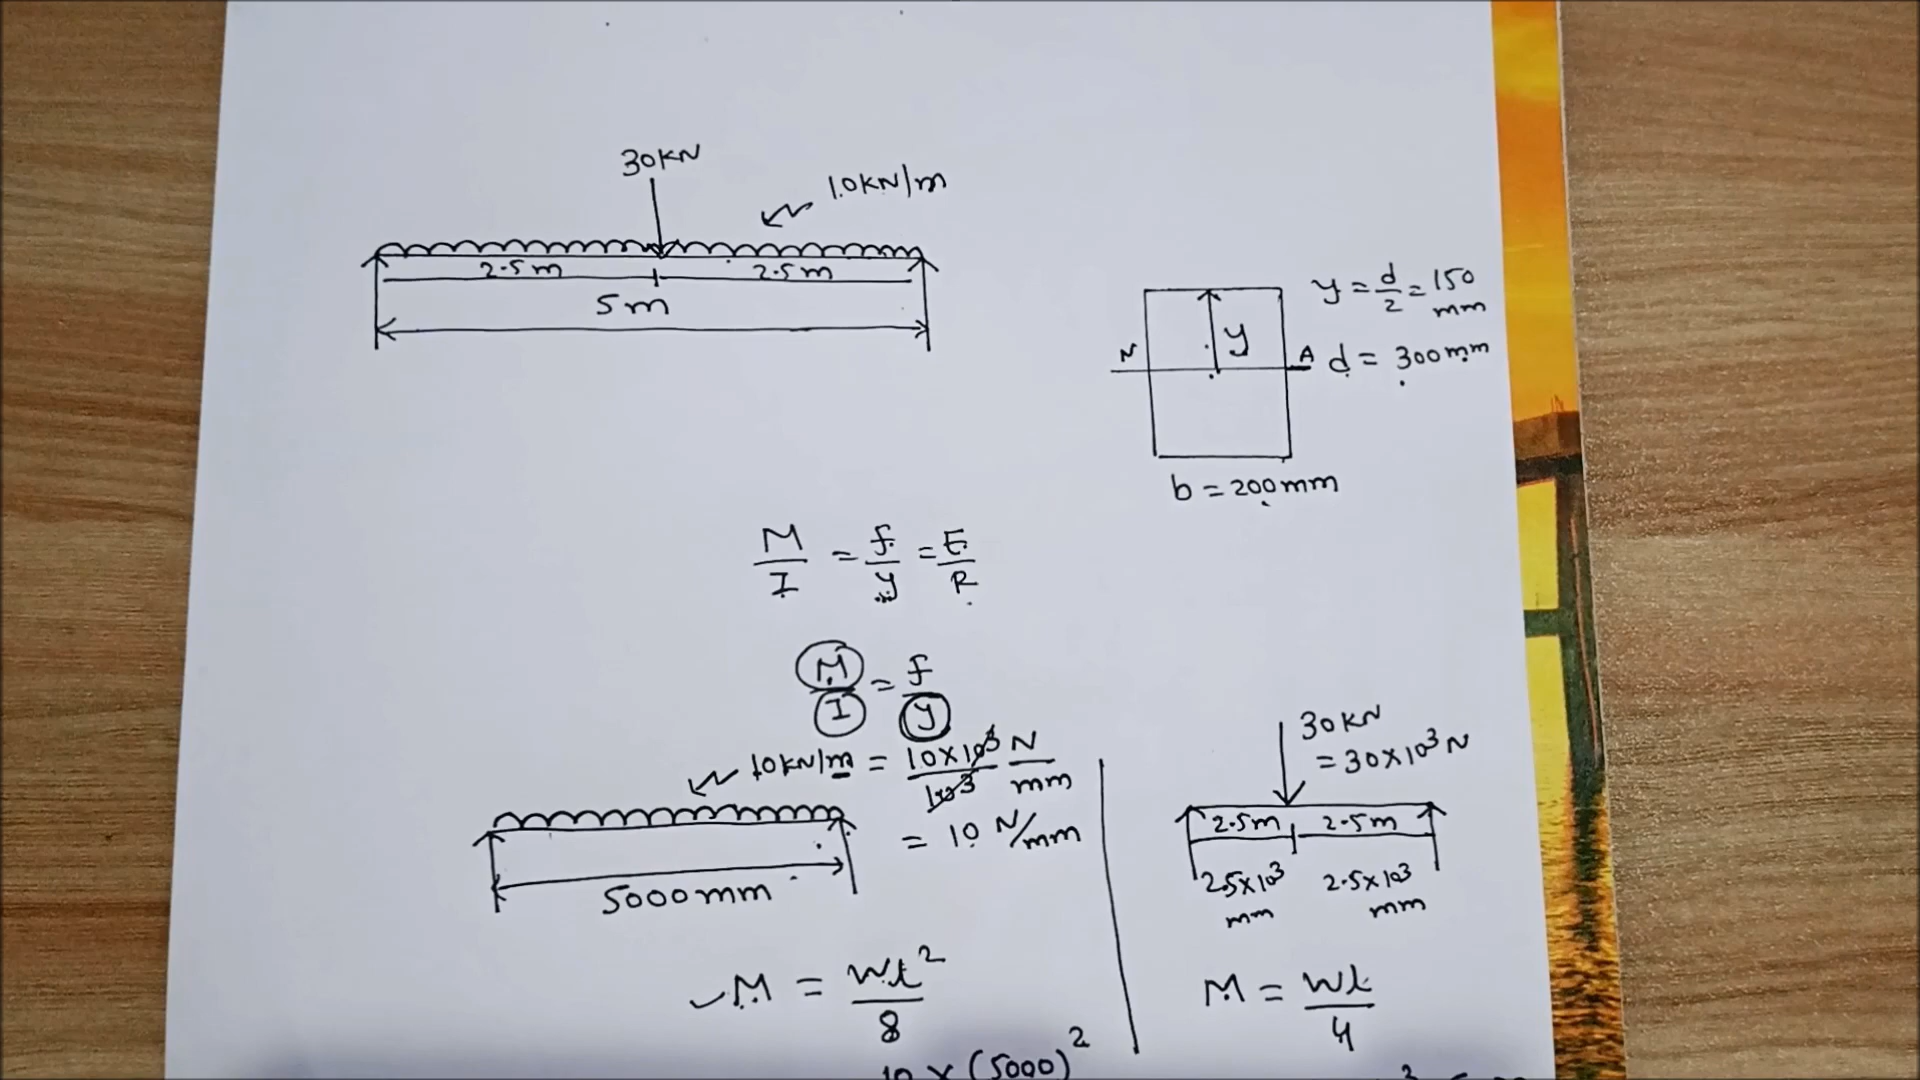 30KN
10KN/m
2.5m 2.5m
5m
y
N A
y = d/2 = 150 mm
d = 300mm
b = 200mm
M/I = f/y = E/R
M/I = f/y
10KN/m = 10×10³/10³ N/mm
= 10 N/mm
5000mm
M = wl²/8
10 × (5000)²
30KN
= 30×10³ N
2.5m 2.5m
2.5×10³ mm 2.5×10³ mm
M = Wl/4